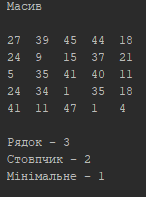 Масив
27 39 45 44 18
24 9 15 37 21
5 35 41 40 11
24 34 1 35 18
41 11 47 1 4
Рядок - 3
Стовпчик - 2
Мінімальне - 1